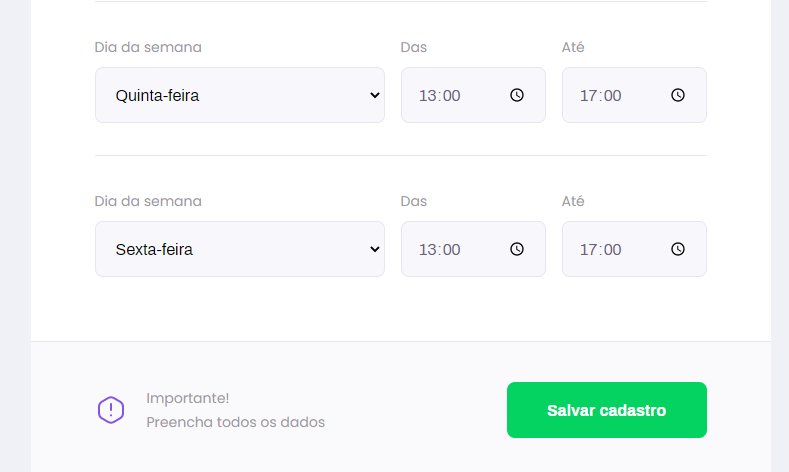 Dia da semana Das Até
Quinta-feira 13:00 17:00
Dia da semana Das Até
Sexta-feira 13:00 17:00
Importante!
Preencha todos os dados
Salvar cadastro